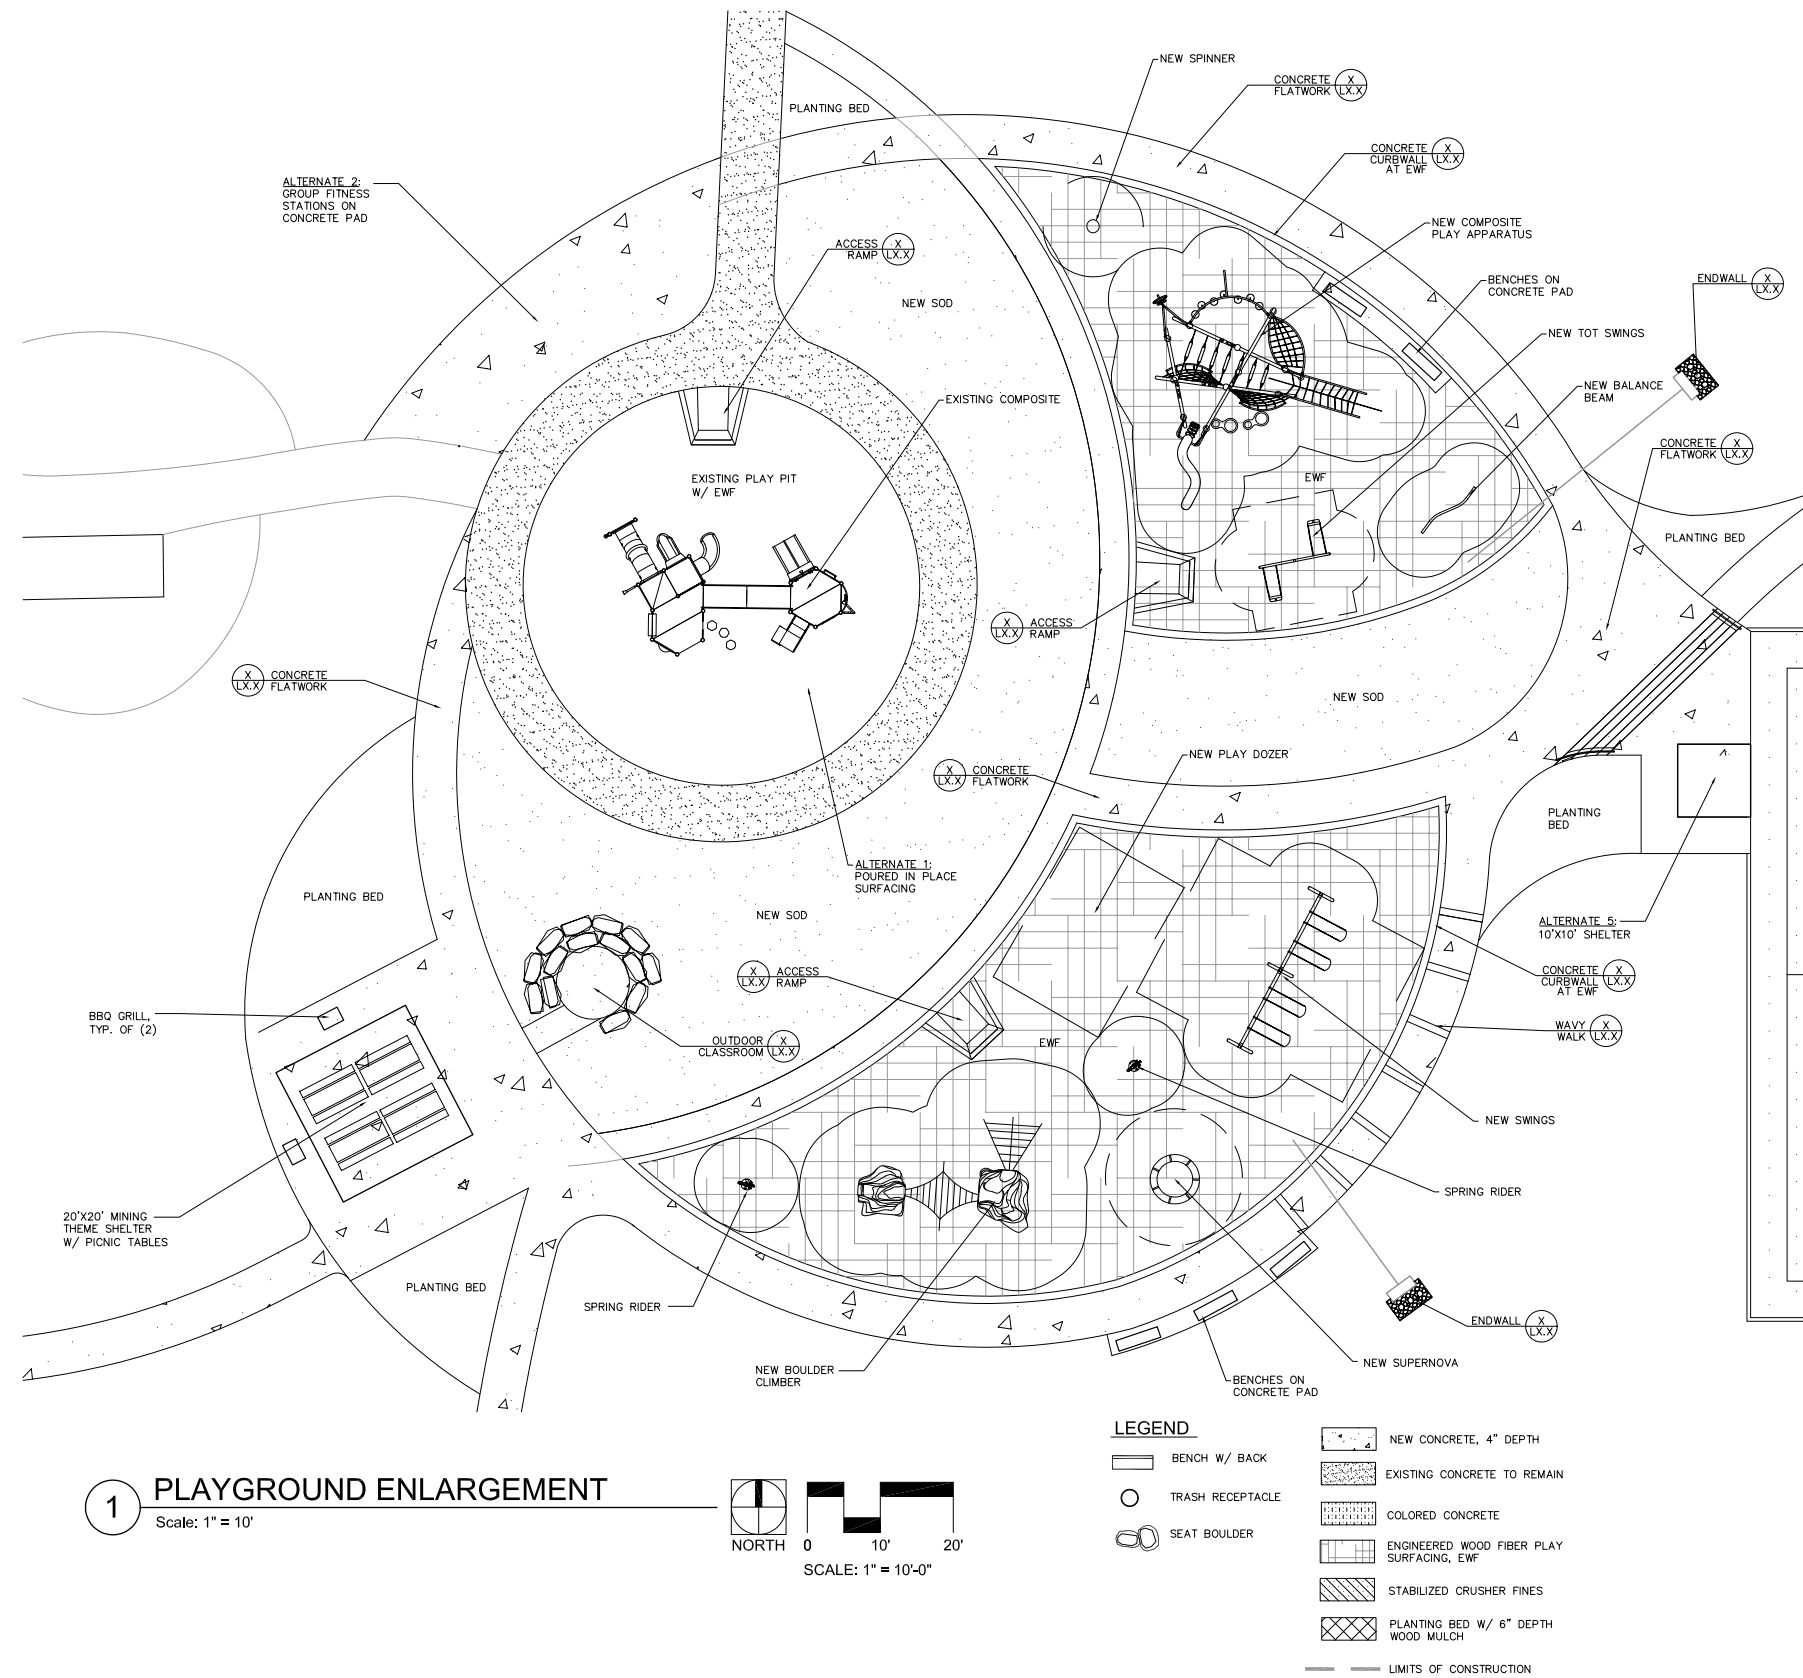 NEW SPINNER
CONCRETE
FLATWORK
X
LX.X
PLANTING BED
CONCRETE
CURBWALL
AT EWF
X
LX.X
ALTERNATE 2:
GROUP FITNESS
STATIONS ON
CONCRETE PAD
NEW COMPOSITE
PLAY APPARATUS
ACCESS
RAMP
X
LX.X
BENCHES ON
CONCRETE PAD
ENDWALL
X
LX.X
NEW SOD
NEW TOT SWINGS
NEW BALANCE
BEAM
EXISTING COMPOSITE
CONCRETE
FLATWORK
X
LX.X
EXISTING PLAY PIT
W/ EWF
EWF
PLANTING BED
X
LX.X
ACCESS
RAMP
X
LX.X
CONCRETE
FLATWORK
NEW SOD
NEW PLAY DOZER
X
LX.X
CONCRETE
FLATWORK
PLANTING
BED
ALTERNATE 1:
POURED IN PLACE
SURFACING
PLANTING BED
NEW SOD
ALTERNATE 5:
10'X10' SHELTER
X
LX.X
ACCESS
RAMP
CONCRETE
CURBWALL
AT EWF
X
LX.X
BBQ GRILL,
TYP. OF (2)
OUTDOOR
CLASSROOM
X
LX.X
EWF
WAVY
WALK
X
LX.X
NEW SWINGS
SPRING RIDER
20'X20' MINING
THEME SHELTER
W/ PICNIC TABLES
PLANTING BED
SPRING RIDER
ENDWALL
X
LX.X
NEW BOULDER
CLIMBER
NEW SUPERNOVA
BENCHES ON
CONCRETE PAD
1
PLAYGROUND ENLARGEMENT
Scale: 1" = 10'
NORTH
0 10' 20'
SCALE: 1" = 10'-0"
LEGEND
BENCH W/ BACK
TRASH RECEPTACLE
SEAT BOULDER
NEW CONCRETE, 4" DEPTH
EXISTING CONCRETE TO REMAIN
COLORED CONCRETE
ENGINEERED WOOD FIBER PLAY
SURFACING, EWF
STABILIZED CRUSHER FINES
PLANTING BED W/ 6" DEPTH
WOOD MULCH
LIMITS OF CONSTRUCTION